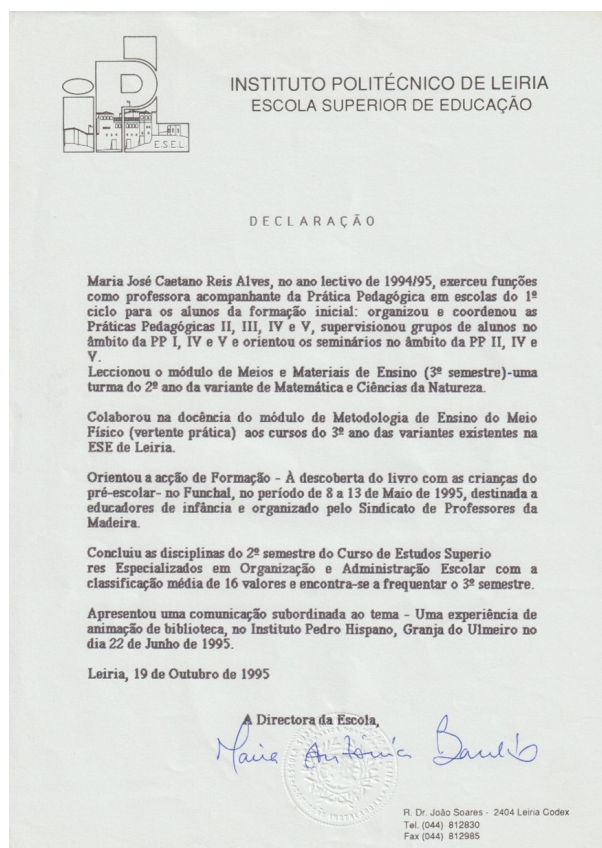 INSTITUTO POLITÉCNICO DE LEIRIA
ESCOLA SUPERIOR DE EDUCAÇÃO
E.S.E.L
DECLARAÇÃO
Maria José Caetano Reis Alves, no ano lectivo de 1994/95, exerceu funções
como professora acompanhante da Prática Pedagógica em escolas do 1º
ciclo para os alunos da formação inicial: organizou e coordenou as
Práticas Pedagógicas II, III, IV e V, supervisionou grupos de alunos no
âmbito da PP I, IV e V e orientou os seminários no âmbito da PP II, IV e
V.
Leccionou o módulo de Meios e Materiais de Ensino (3º semestre)-uma
turma do 2º ano da variante de Matemática e Ciências da Natureza.
Colaborou na docência do módulo de Metodologia de Ensino do Meio
Físico (vertente prática) aos cursos do 3º ano das variantes existentes na
ESE de Leiria.
Orientou a acção de Formação - À descoberta do livro com as crianças do
pré-escolar- no Funchal, no período de 8 a 13 de Maio de 1995, destinada a
educadores de infância e organizado pelo Sindicato de Professores da
Madeira.
Concluiu as disciplinas do 2º semestre do Curso de Estudos Superio
res Especializados em Organização e Administração Escolar com a
classificação média de 16 valores e encontra-se a frequentar o 3º semestre.
Apresentou uma comunicação subordinada ao tema - Uma experiência de
animação de biblioteca, no Instituto Pedro Hispano, Granja do Ulmeiro no
dia 22 de Junho de 1995.
Leiria, 19 de Outubro de 1995
A Directora da Escola,
Maria Antónia
R. Dr. João Soares - 2404 Leiria Codex
Tel. (044) 812830
Fax (044) 812985